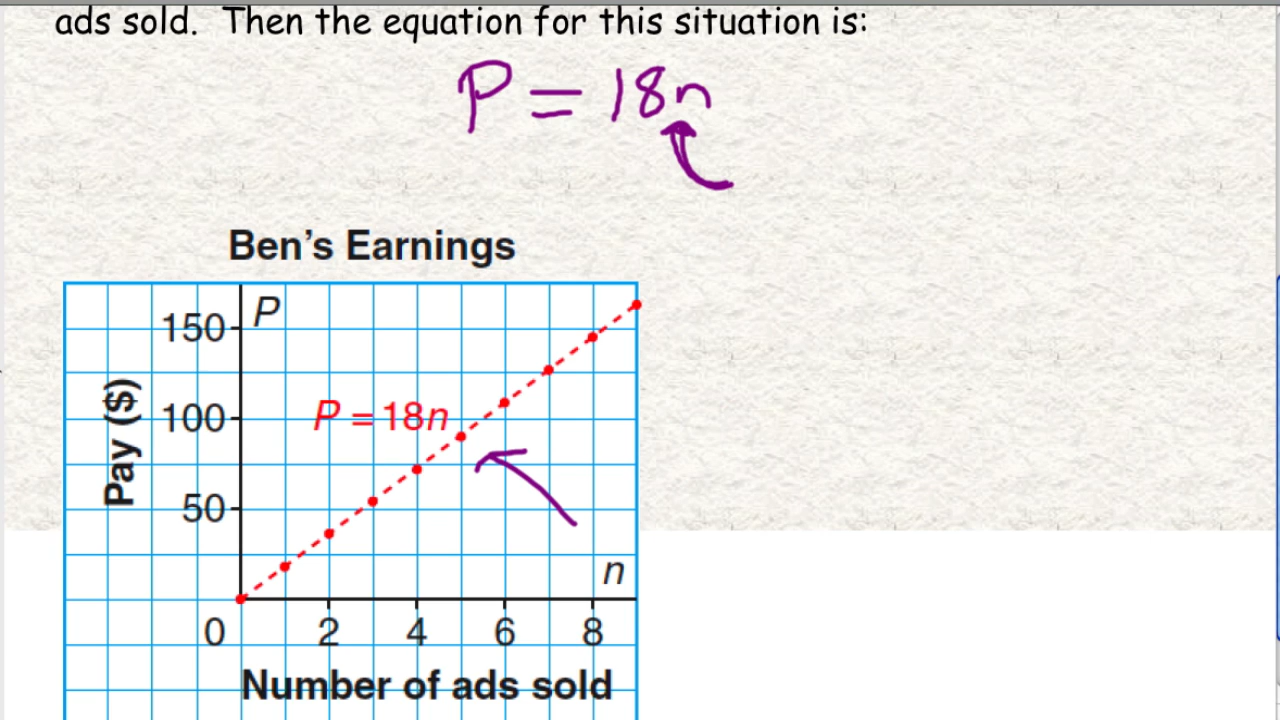 ads sold. Then the equation for this situation is:
P = 18n
Ben's Earnings
P
150
100
50
0
P = 18n
Pay ($)
n
2 4 6 8
Number of ads sold